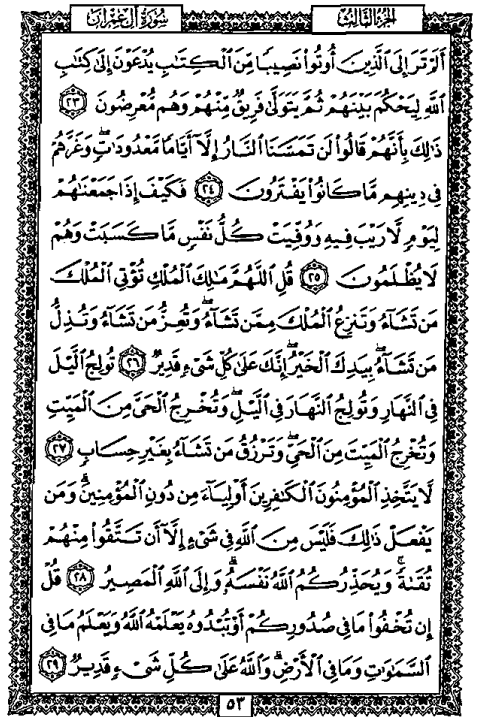 الجزء الثالث
سورة آل عمران
أَلَمْ تَرَ إِلَى ٱلَّذِينَ أُوتُوا۟ نَصِيبًا مِّنَ ٱلْكِتَٰبِ يُدْعَوْنَ إِلَىٰ كِتَٰبِ
ٱللَّهِ لِيَحْكُمَ بَيْنَهُمْ ثُمَّ يَتَوَلَّىٰ فَرِيقٌ مِّنْهُمْ وَهُم مُّعْرِضُونَ ٢٣
ذَٰلِكَ بِأَنَّهُمْ قَالُوا۟ لَن تَمَسَّنَا ٱلنَّارُ إِلَّآ أَيَّامًا مَّعْدُودَٰتٍ ۖ وَغَرَّهُمْ
فِى دِينِهِم مَّا كَانُوا۟ يَفْتَرُونَ ٢٤ فَكَيْفَ إِذَا جَمَعْنَٰهُمْ
لِيَوْمٍ لَّا رَيْبَ فِيهِ وَوُفِّيَتْ كُلُّ نَفْسٍ مَّا كَسَبَتْ وَهُمْ
لَا يُظْلَمُونَ ٢٥ قُلِ ٱللَّهُمَّ مَٰلِكَ ٱلْمُلْكِ تُؤْتِى ٱلْمُلْكَ
مَن تَشَآءُ وَتَنزِعُ ٱلْمُلْكَ مِمَّن تَشَآءُ وَتُعِزُّ مَن تَشَآءُ وَتُذِلُّ
مَن تَشَآءُ ۖ بِيَدِكَ ٱلْخَيْرُ ۖ إِنَّكَ عَلَىٰ كُلِّ شَىْءٍ قَدِيرٌ ٢٦ تُولِجُ ٱلَّيْلَ
فِى ٱلنَّهَارِ وَتُولِجُ ٱلنَّهَارَ فِى ٱلَّيْلِ ۖ وَتُخْرِجُ ٱلْحَىَّ مِنَ ٱلْمَيِّتِ
وَتُخْرِجُ ٱلْمَيِّتَ مِنَ ٱلْحَىِّ ۖ وَتَرْزُقُ مَن تَشَآءُ بِغَيْرِ حِسَابٍ ٢٧
لَّا يَتَّخِذِ ٱلْمُؤْمِنُونَ ٱلْكَٰفِرِينَ أَوْلِيَآءَ مِن دُونِ ٱلْمُؤْمِنِينَ ۖ وَمَن
يَفْعَلْ ذَٰلِكَ فَلَيْسَ مِنَ ٱللَّهِ فِى شَىْءٍ إِلَّآ أَن تَتَّقُوا۟ مِنْهُمْ
تُقَىٰةً ۗ وَيُحَذِّرُكُمُ ٱللَّهُ نَفْسَهُۥ ۗ وَإِلَى ٱللَّهِ ٱلْمَصِيرُ ٢٨ قُلْ
إِن تُخْفُوا۟ مَا فِى صُدُورِكُمْ أَوْ تُبْدُوهُ يَعْلَمْهُ ٱللَّهُ ۗ وَيَعْلَمُ مَا فِى
ٱلسَّمَٰوَٰتِ وَمَا فِى ٱلْأَرْضِ ۗ وَٱللَّهُ عَلَىٰ كُلِّ شَىْءٍ قَدِيرٌ ٢٩
٥٣